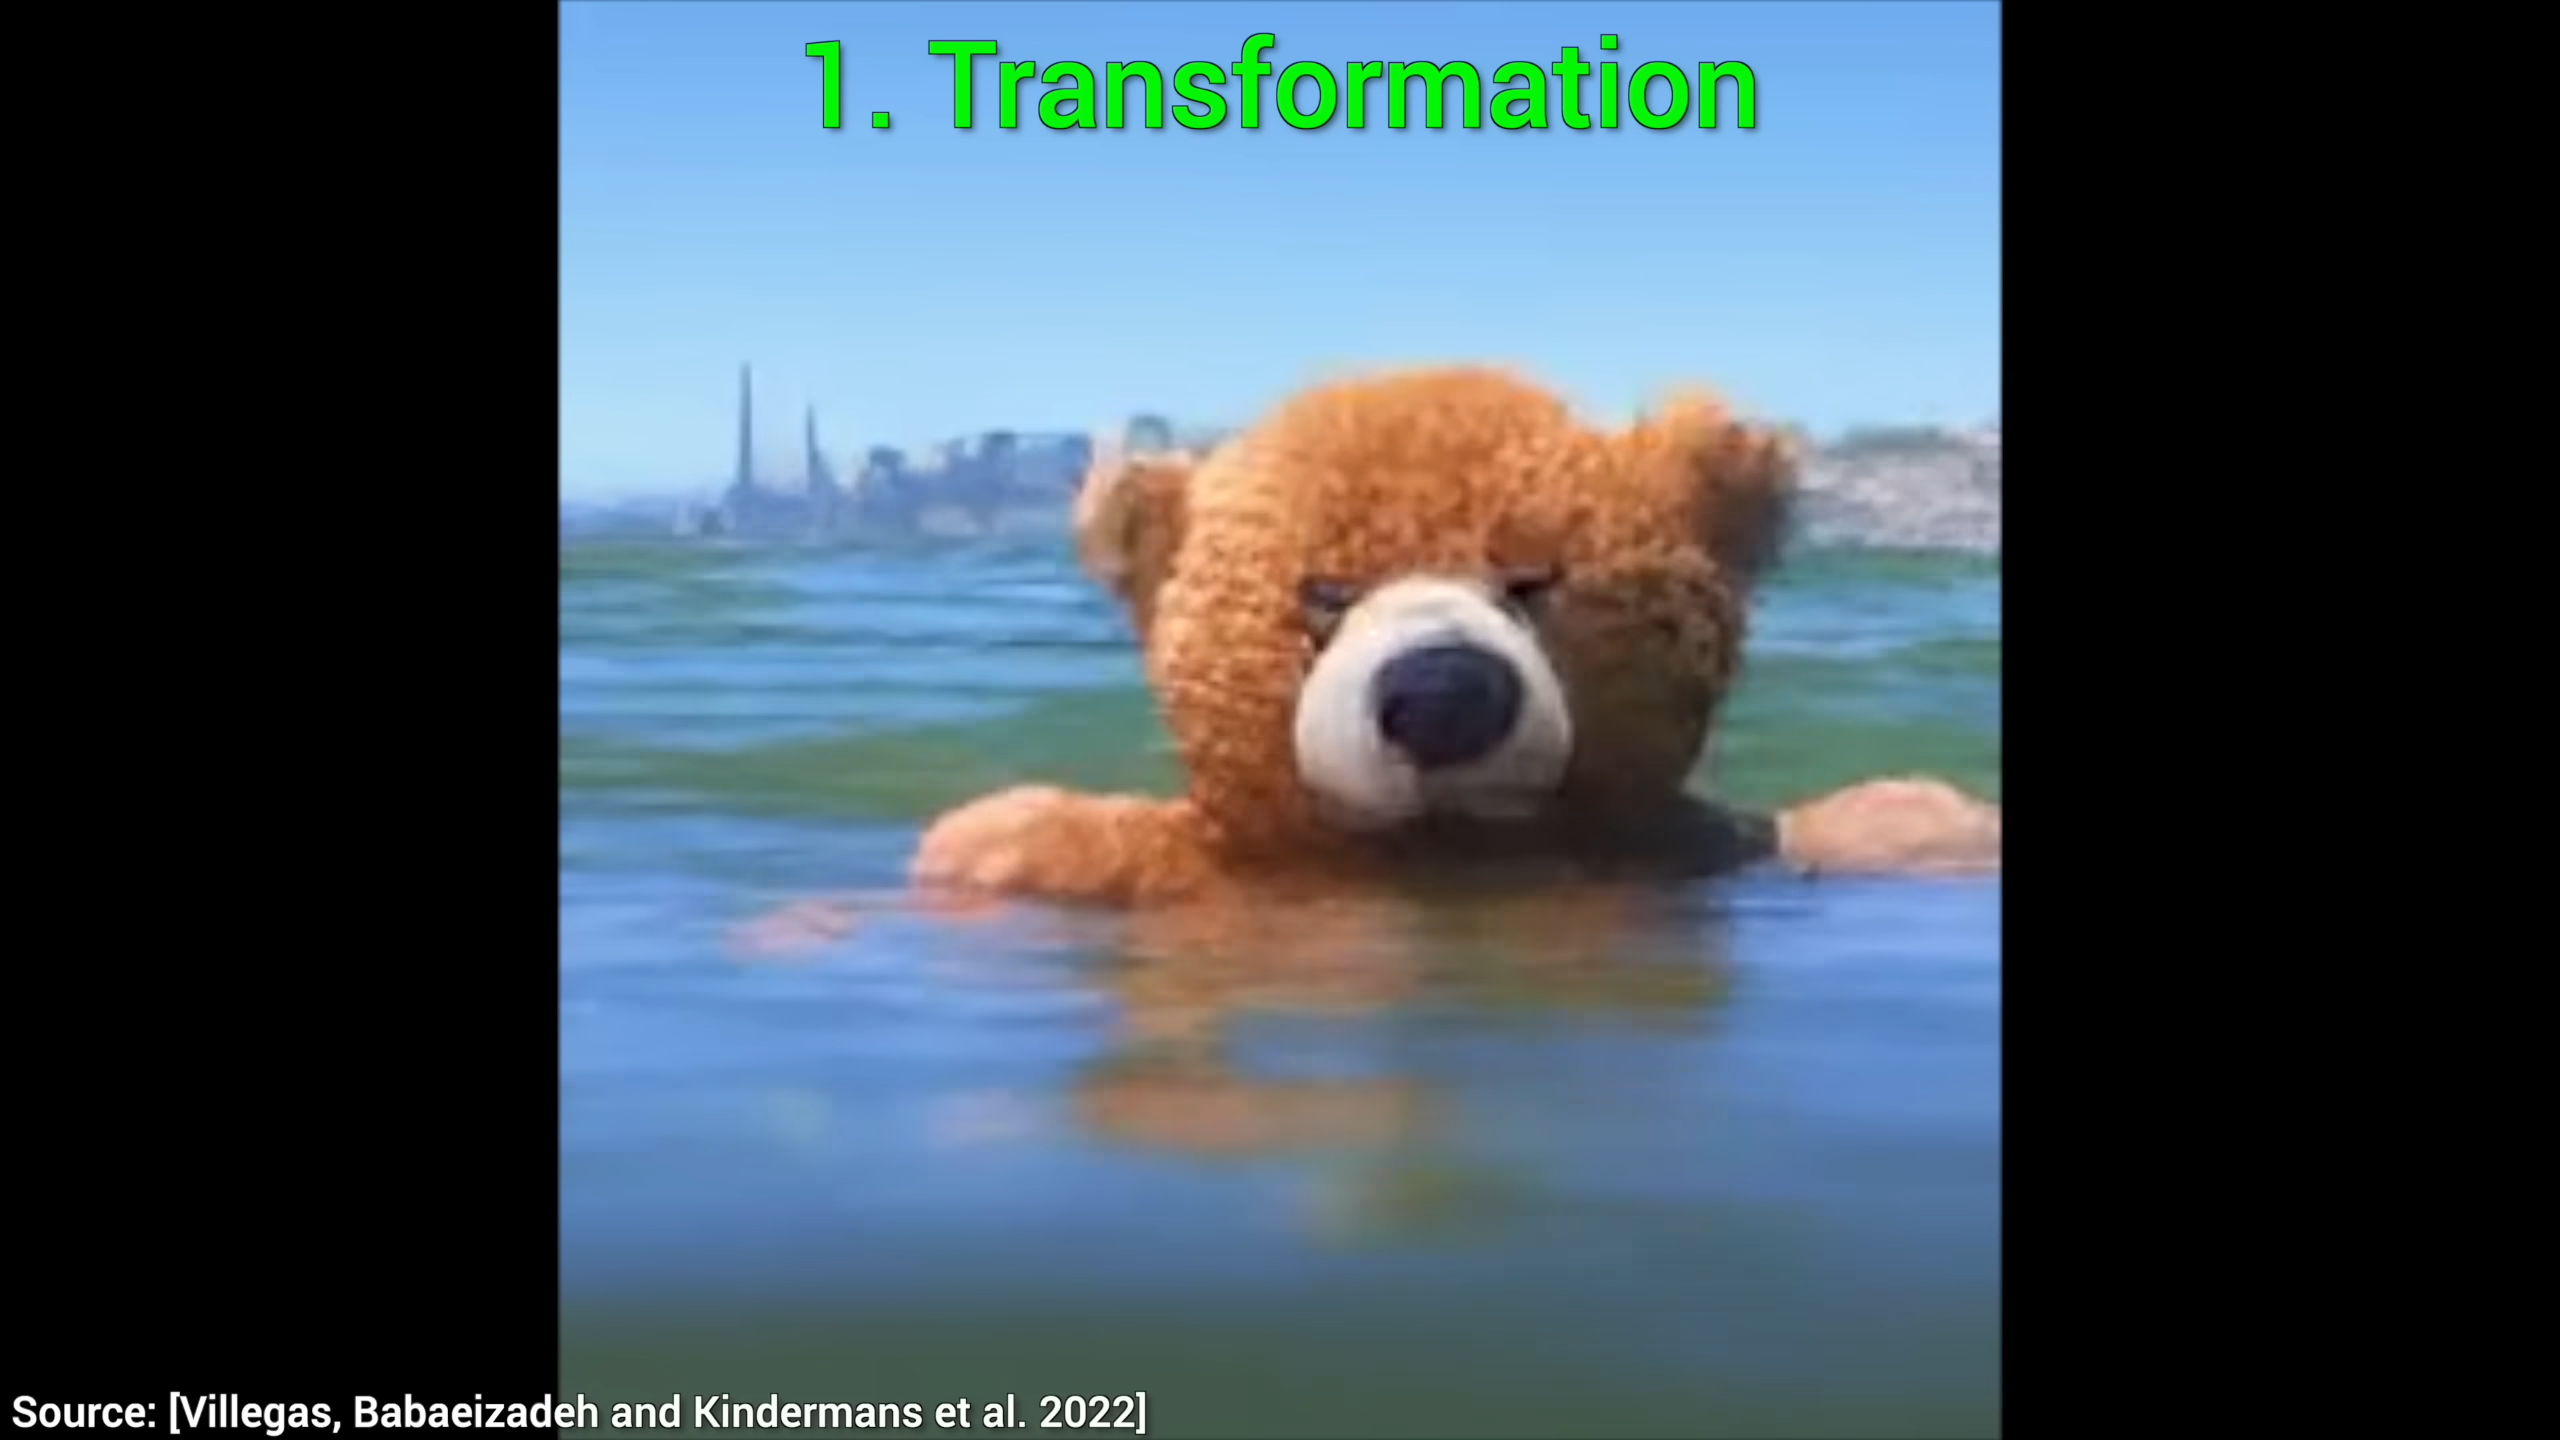 1. Transformation
Source: [Villegas, Babaeizadeh and Kindermans et al. 2022]